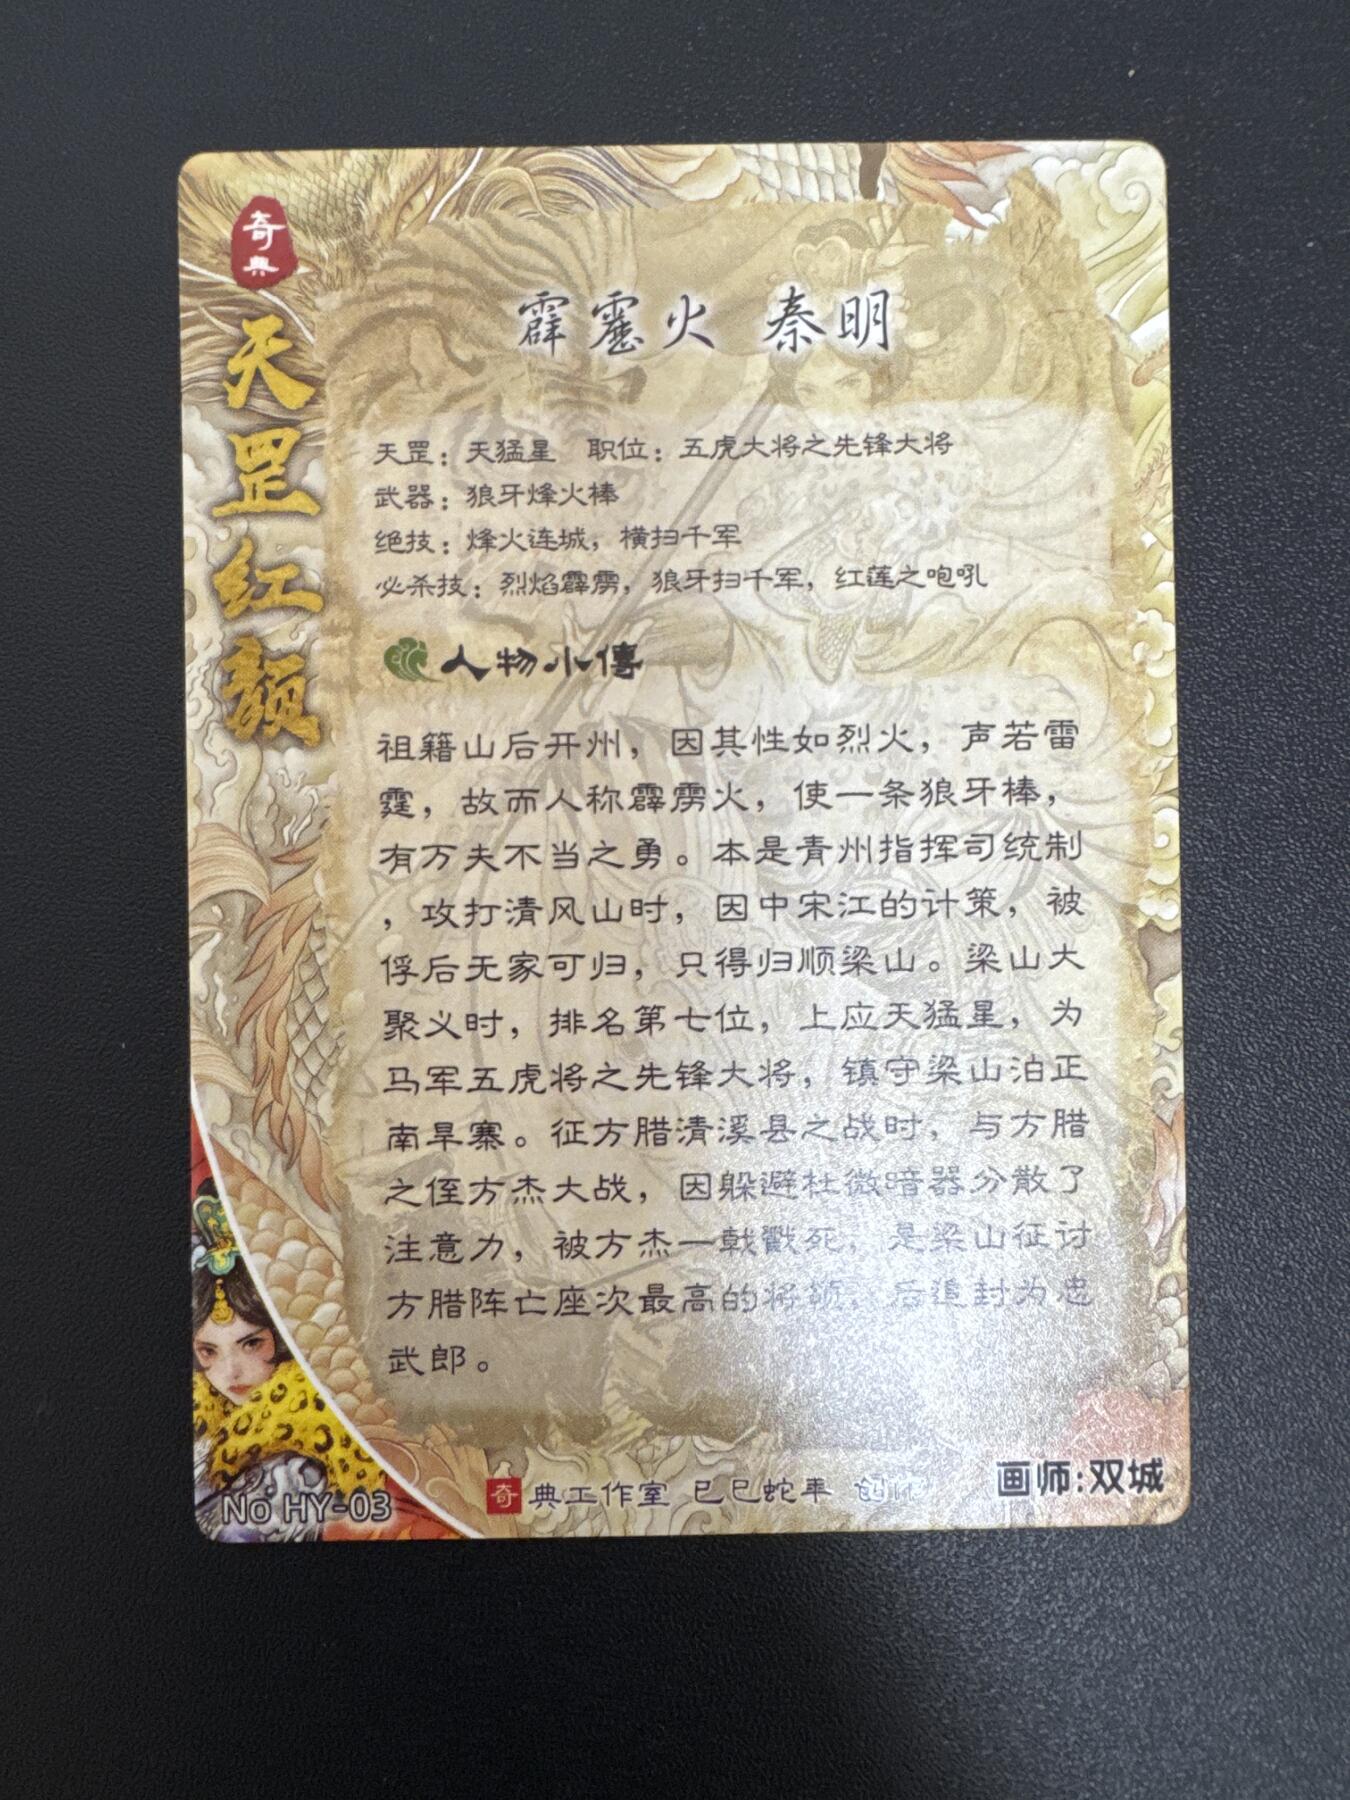 奇典
天罡红颜
霹雳火 秦明
天罡：天猛星 职位：五虎大将之先锋大将
武器：狼牙烽火棒
绝技：烽火连城，横扫千军
必杀技：烈焰霹雳，狼牙扫千军，红莲之咆吼
人物小傳
祖籍山后开州，因其性如烈火，声若雷
霆，故而人称霹雳火，使一条狼牙棒，
有万夫不当之勇。本是青州指挥司统制
，攻打清风山时，因中宋江的计策，被
俘后无家可归，只得归顺梁山。梁山大
聚义时，排名第七位，上应天猛星，为
马军五虎将之先锋大将，镇守梁山泊正
南旱寨。征方腊清溪县之战时，与方腊
之侄方杰大战，因躲避杜微暗器分散了
注意力，被方杰一戟戳死，是梁山征讨
方腊阵亡座次最高的将领，后追封为忠
武郎。
No HY-03
奇典工作室 已巳蛇年 创作
画师:双城